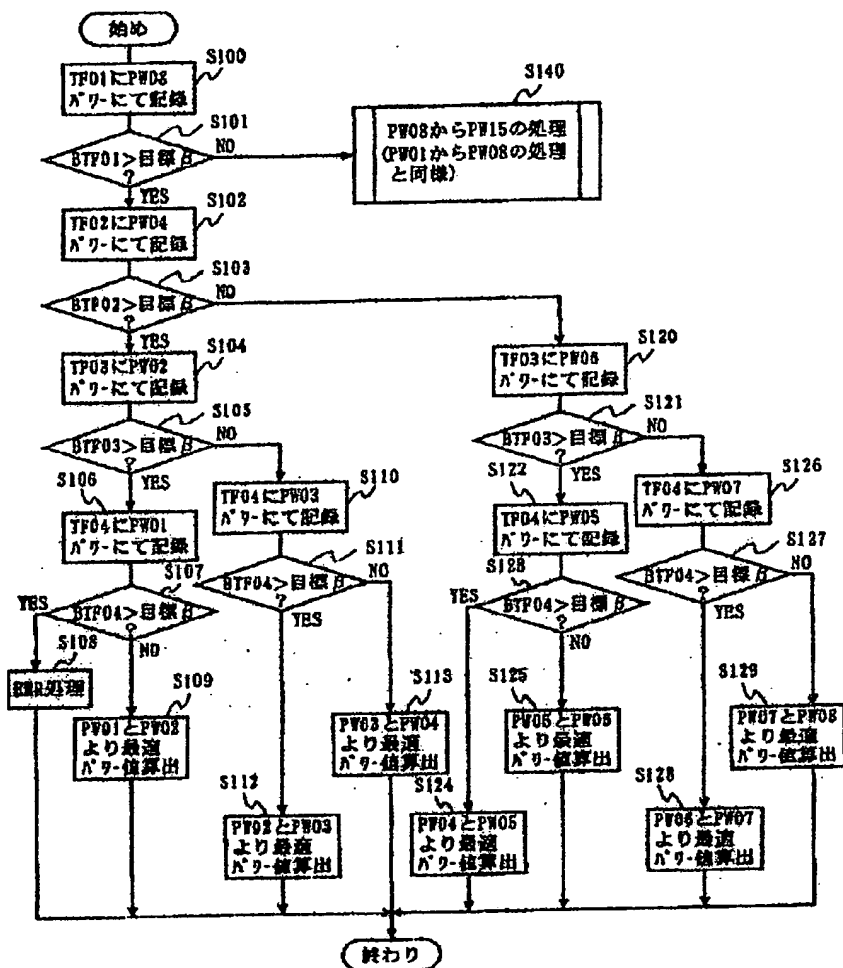 始め
S100
TF01にPW08
パワーにて記録
S101
BTF01>目標β
?
NO
YES
S140
PW08からPW15の処理
(PW01からPW08の処理
と同様)
S102
TF02にPW04
パワーにて記録
S103
BTF02>目標β
?
NO
YES
S104
TF03にPW02
パワーにて記録
S105
BTF03>目標β
?
NO
YES
S106
TF04にPW01
パワーにて記録
S107
BTF04>目標β
?
YES
NO
S108
ERR処理
S109
PW01とPW02
より最適
パワー値算出
S110
TF04にPW03
パワーにて記録
S111
BTF04>目標β
?
NO
YES
S112
PW02とPW03
より最適
パワー値算出
S113
PW03とPW04
より最適
パワー値算出
S120
TF03にPW06
パワーにて記録
S121
BTF03>目標β
?
NO
YES
S122
TF04にPW05
パワーにて記録
S123
BTF04>目標β
?
YES
NO
S124
PW04とPW05
より最適
パワー値算出
S125
PW05とPW06
より最適
パワー値算出
S126
TF04にPW07
パワーにて記録
S127
BTF04>目標β
?
NO
YES
S128
PW06とPW07
より最適
パワー値算出
S129
PW07とPW08
より最適
パワー値算出
終わり